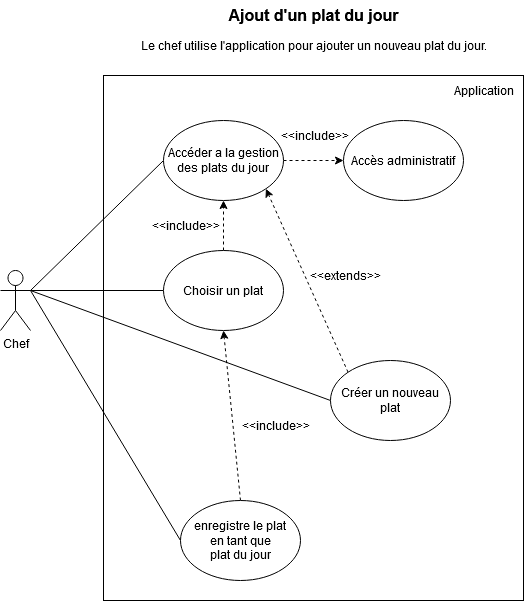 Ajout d'un plat du jour
Le chef utilise l'application pour ajouter un nouveau plat du jour.
Application
<<include>>
Accéder a la gestion
des plats du jour
Accès administratif
<<include>>
<<extends>>
Choisir un plat
Chef
Créer un nouveau
plat
<<include>>
enregistre le plat
en tant que
plat du jour